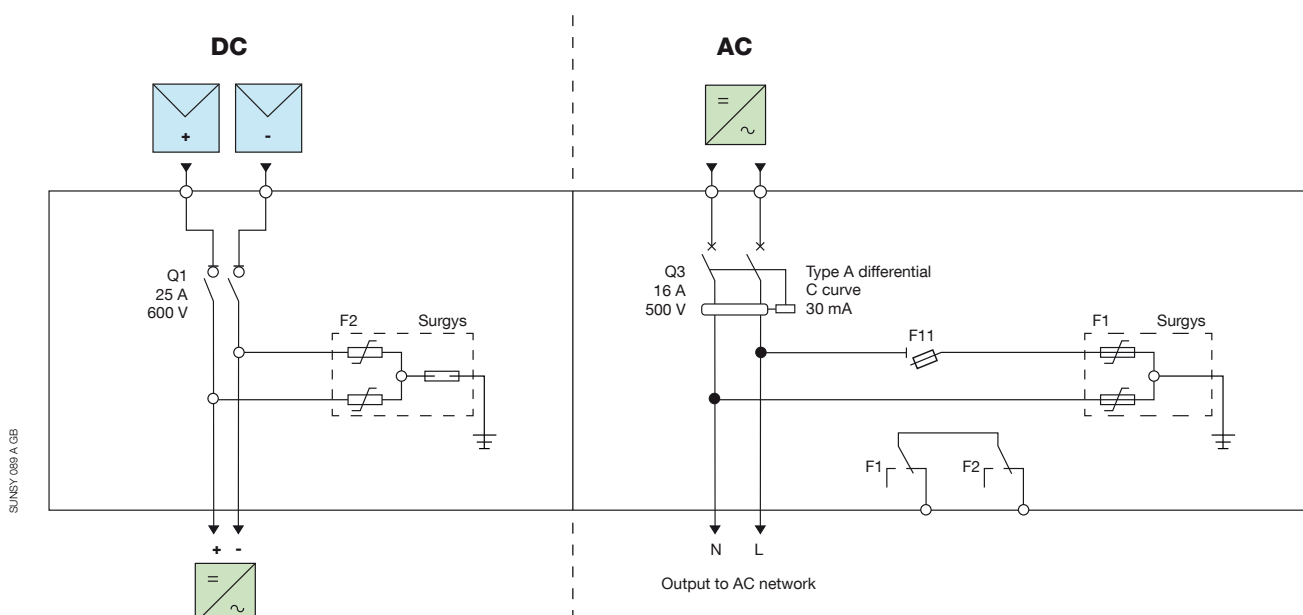 DC
AC
+
-
=
~
Q1
25 A
600 V
F2
Surgys
Q3
16 A
500 V
Type A differential
C curve
30 mA
F11
F1
Surgys
F1
F2
SUNSY 089 A GB
+ -
N
L
=
~
Output to AC network